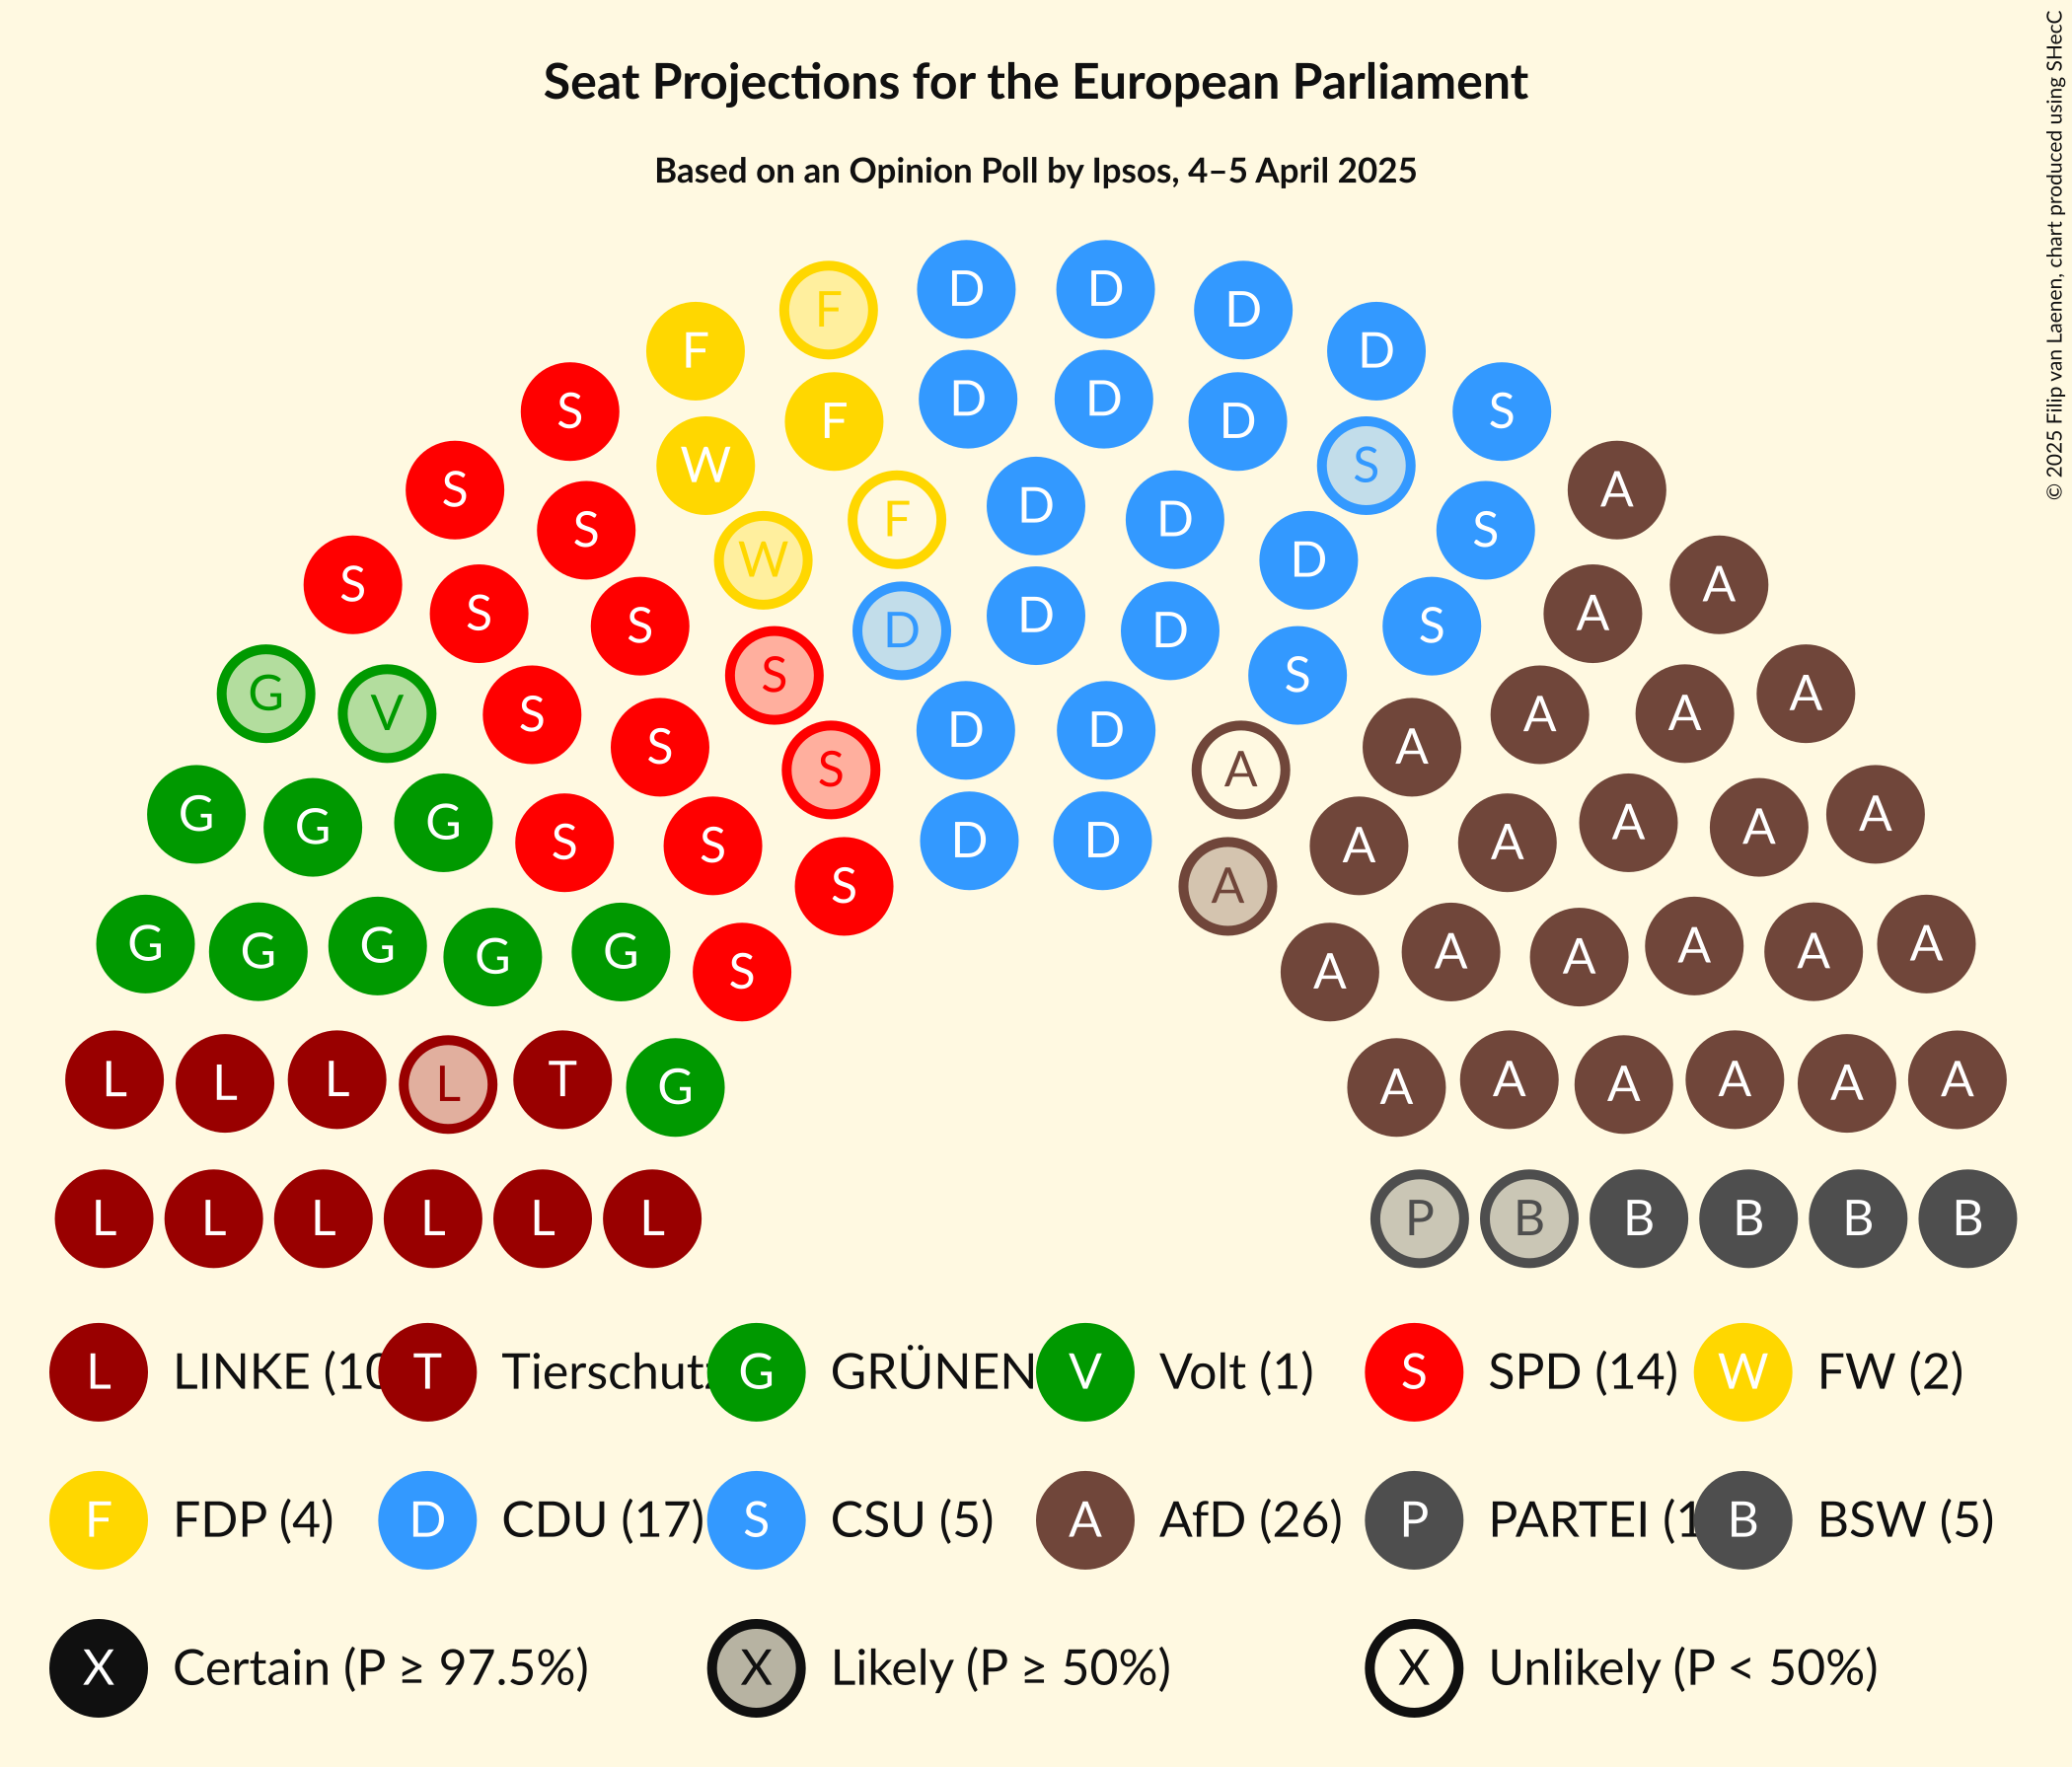 © 2025 Filip van Laenen, chart produced using SHecC
Seat Projections for the European Parliament
Based on an Opinion Poll by Ipsos, 4–5 April 2025
D D
F D
F D
D D
S S
F D
W S
S A
D
F D
S S
W D
S A
S D A
S D D S
S S
G A
V S A A
D D
S A
S A
G A
G A
G A
S D D A
S A
S A
G G A A
G G A A
G A
S A
L L L L T G A A A A A A
L L L L L L P B B B B B
L LINKE (10 T Tierschutz G GRÜNEN V Volt (1) S SPD (14) W FW (2)
F FDP (4) D CDU (17) S CSU (5) A AfD (26) P PARTEI (1 B BSW (5)
X Certain (P ≥ 97.5%) X Likely (P ≥ 50%) X Unlikely (P < 50%)